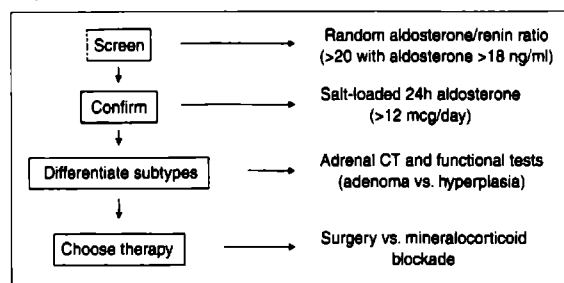 Screen
Random aldosterone/renin ratio
(>20 with aldosterone >18 ng/ml)
Confirm
Salt-loaded 24h aldosterone
(>12 mcg/day)
Differentiate subtypes
Adrenal CT and functional tests
(adenoma vs. hyperplasia)
Choose therapy
Surgery vs. mineralocorticoid
blockade